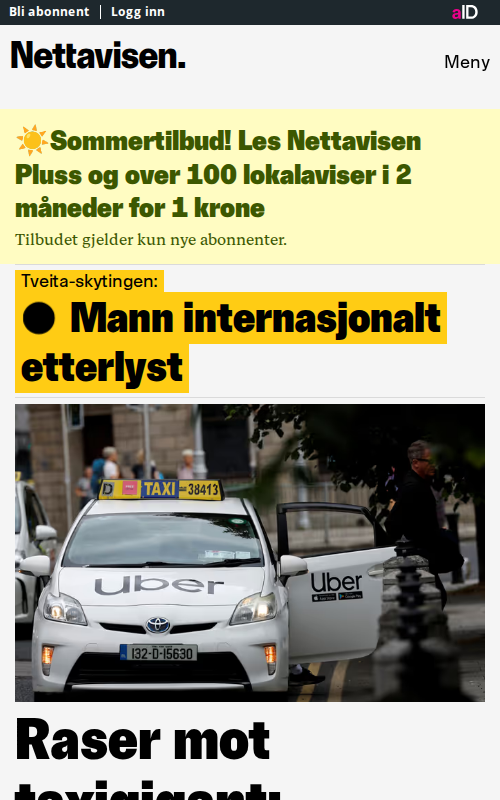 Bli abonnent | Logg inn
aID
Nettavisen.
Meny
☀️Sommertilbud! Les Nettavisen
Pluss og over 100 lokalaviser i 2
måneder for 1 krone
Tilbudet gjelder kun nye abonnenter.
Tveita-skytingen:
● Mann internasjonalt
etterlyst
TAXI 38413
Uber
Uber
132-D-15630
Raser mot
taxigigant: